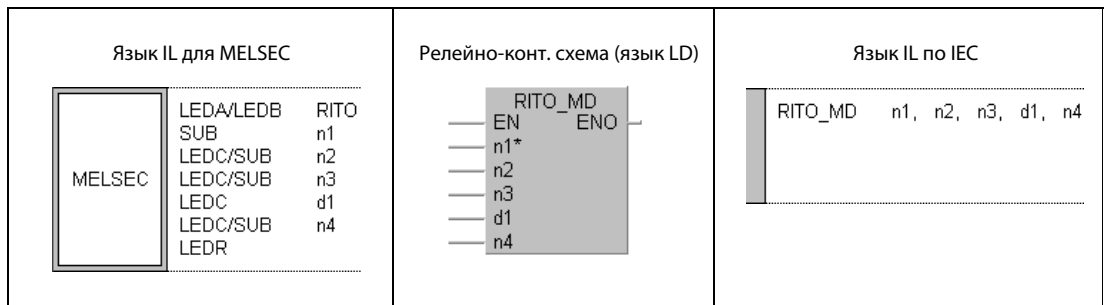 Язык IL для MELSEC
MELSEC
LEDA/LEDB RITO
SUB n1
LEDC/SUB n2
LEDC/SUB n3
LEDC d1
LEDC/SUB n4
LEDR
Релейно-конт. схема (язык LD)
RITO_MD
EN ENO
n1*
n2
n3
d1
n4
Язык IL по IEC
RITO_MD n1, n2, n3, d1, n4